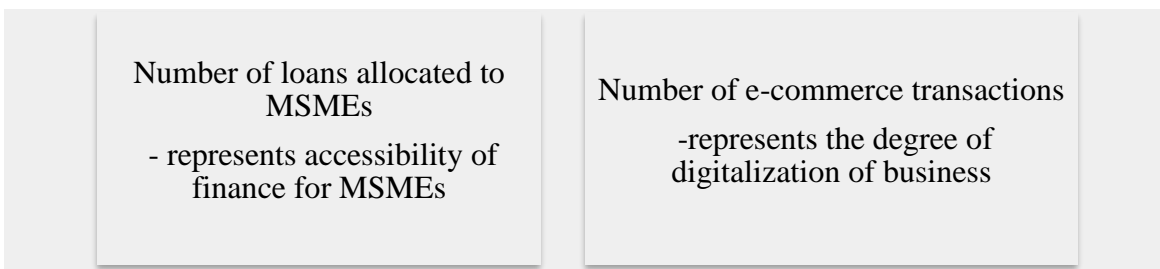 Number of loans allocated to
MSMEs
- represents accessibility of
finance for MSMEs
Number of e-commerce transactions
-represents the degree of
digitalization of business